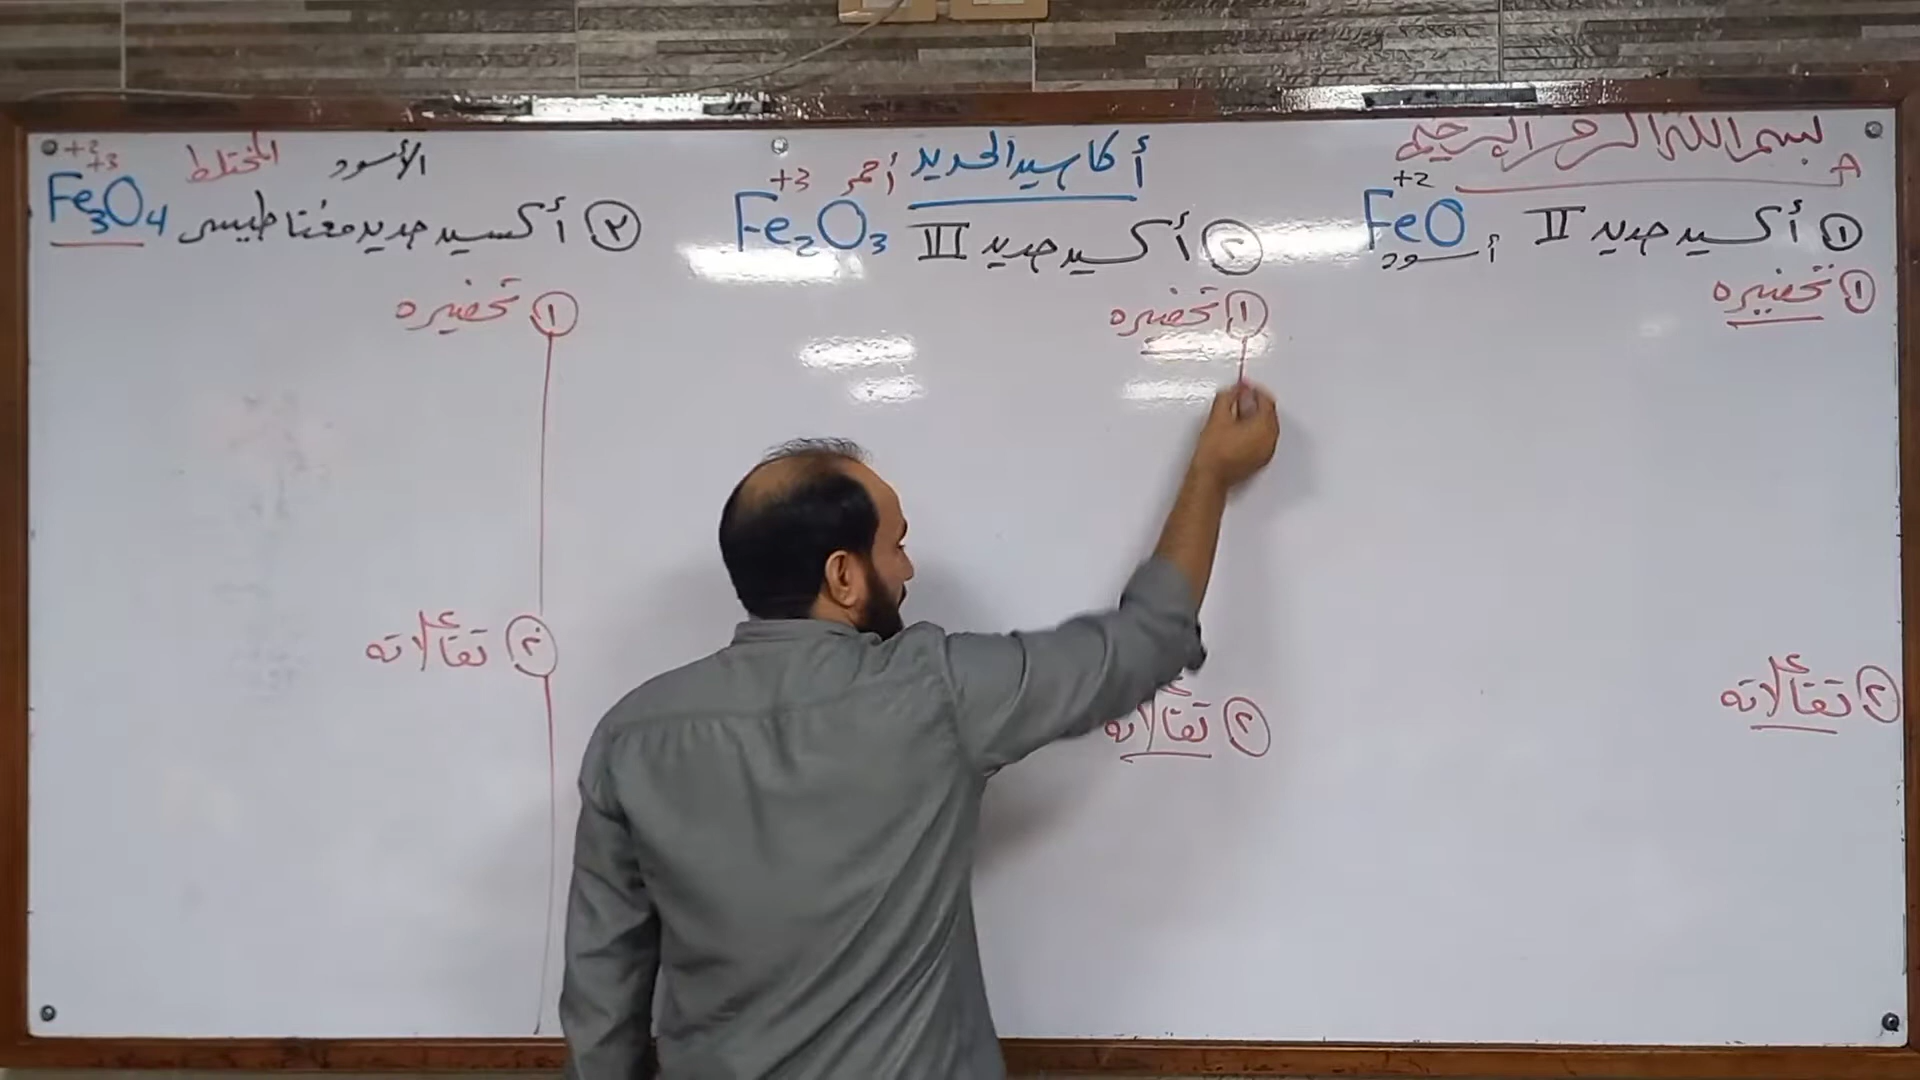 بسم الله الرحمن الرحيم
أكاسيد الحديد
① أكسيد حديد II FeO
+2
أسود
① تحضيره
② تفاعلاته
② أكسيد حديد III Fe2O3
+3 أحمر
① تحضيره
② تفاعلاته
③ أكسيد حديد مغناطيسى Fe3O4
الأسود المختلط
+2
+3
① تحضيره
② تفاعلاته